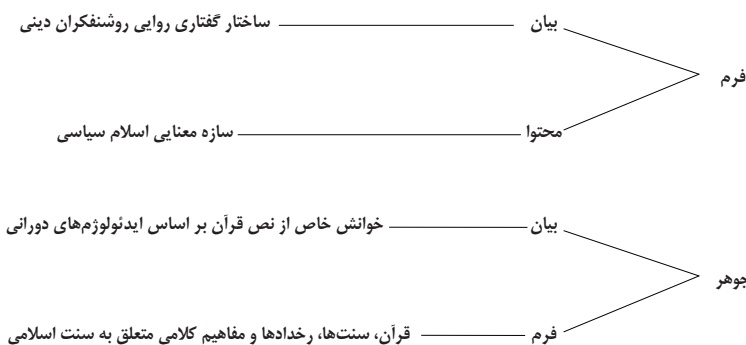 بیان ساختار گفتاری روایی روشنفکران دینی
فرم
محتوا سازه معنایی اسلام سیاسی
بیان خوانش خاص از نص قرآن بر اساس ایدئولوژم‌های دورانی
جوهر
فرم قرآن، سنت‌ها، رخدادها و مفاهیم کلامی متعلق به سنت اسلامی